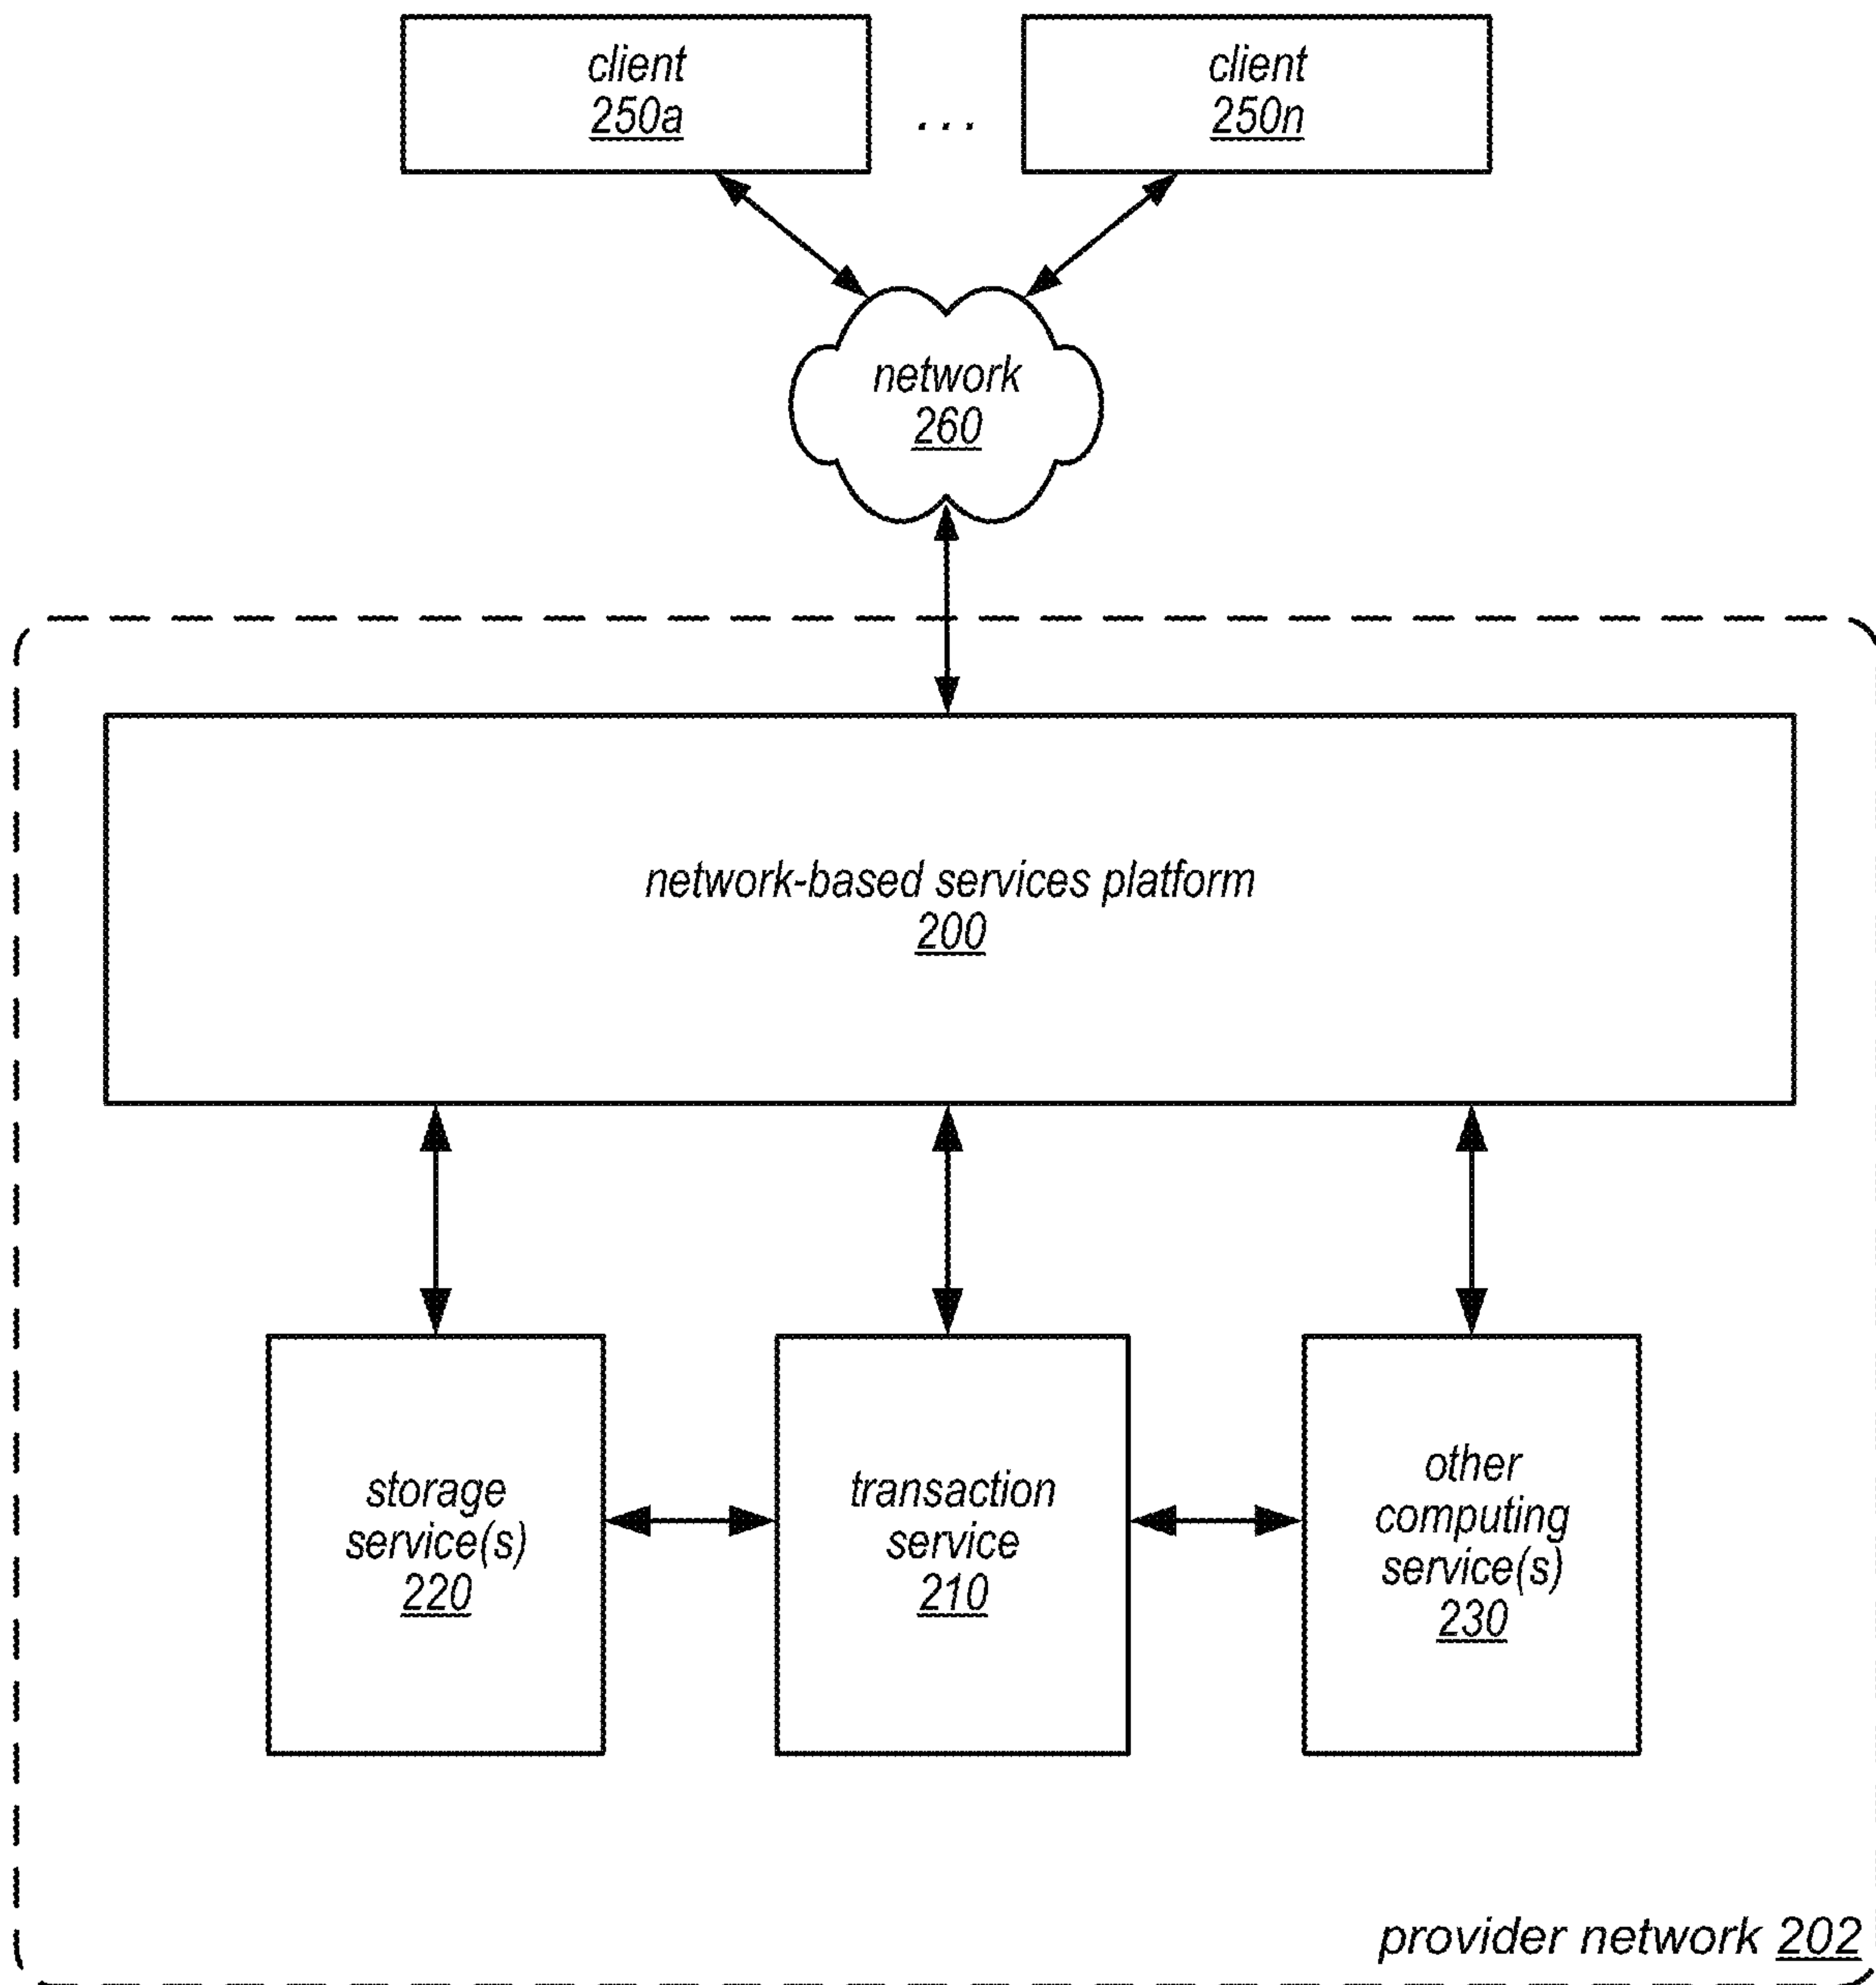 client
250a
...
client
250n
network
260
network-based services platform
200
storage
service(s)
220
transaction
service
210
other
computing
service(s)
230
provider network 202